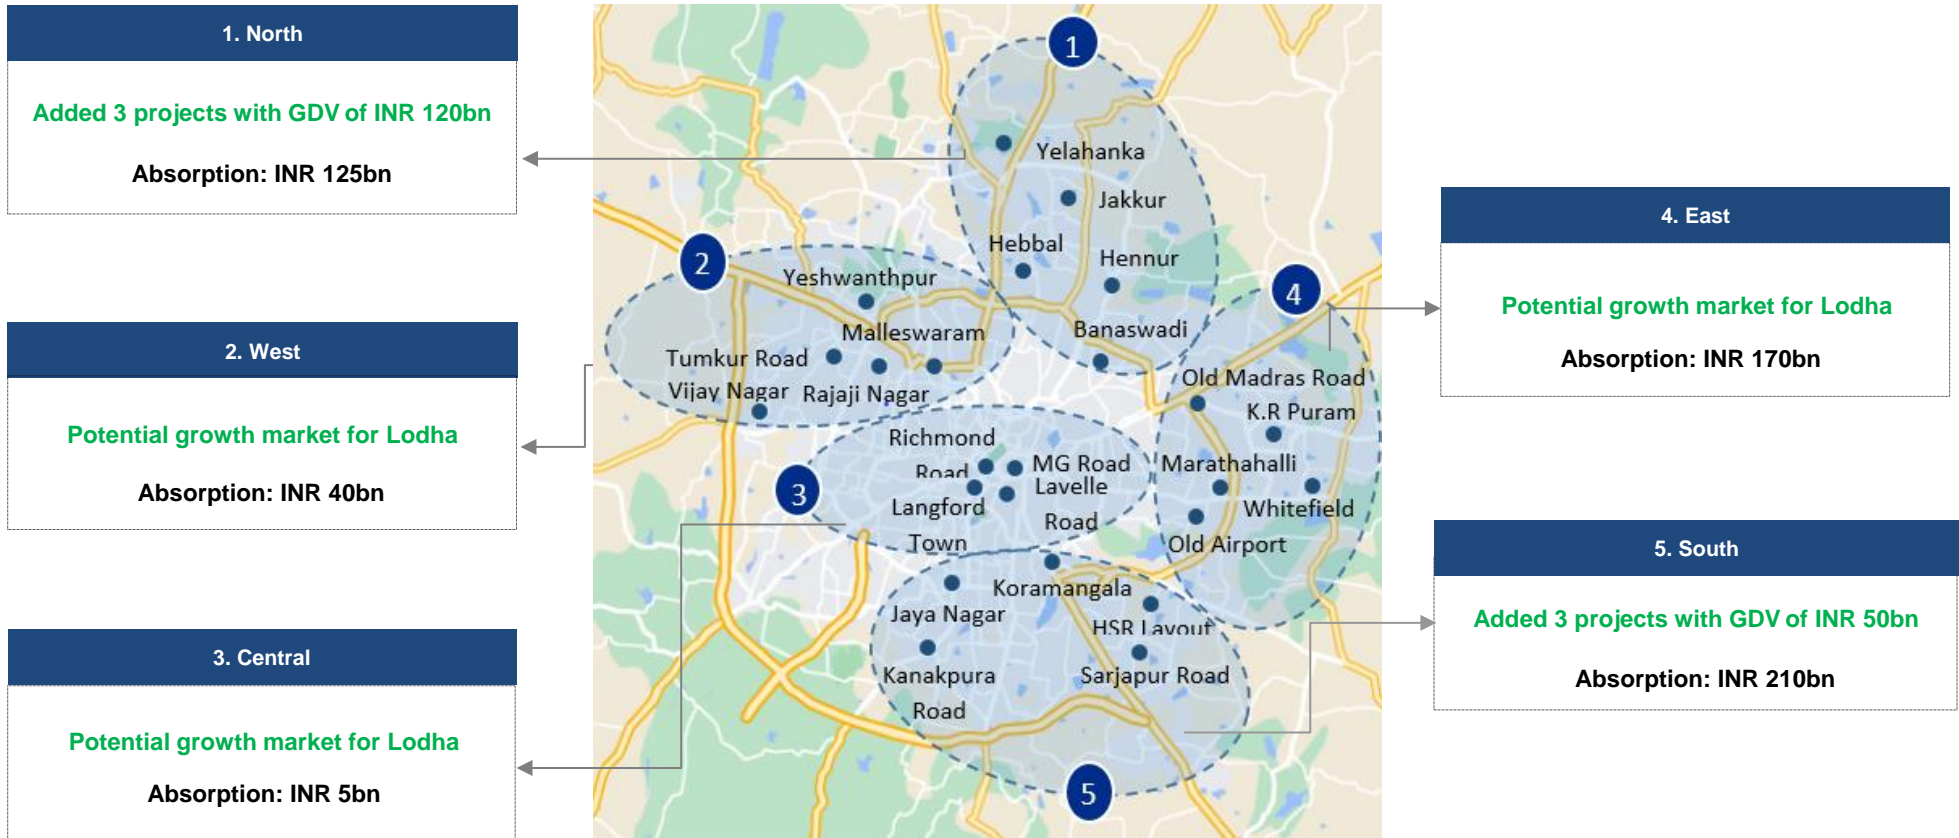 1. North
Added 3 projects with GDV of INR 120bn
Absorption: INR 125bn
2. West
Potential growth market for Lodha
Absorption: INR 40bn
3. Central
Potential growth market for Lodha
Absorption: INR 5bn
1
Yelahanka
Jakkur
Hebbal
Hennur
Banaswadi
2
Yeshwanthpur
Malleswaram
Tumkur Road
Vijay Nagar
Rajaji Nagar
3
Richmond
Road
MG Road
Lavelle
Road
Langford
Town
4
Old Madras Road
K.R Puram
Marathahalli
Whitefield
Old Airport
Koramangala
Jaya Nagar
HSR Layout
Kanakpura
Road
Sarjapur Road
5
4. East
Potential growth market for Lodha
Absorption: INR 170bn
5. South
Added 3 projects with GDV of INR 50bn
Absorption: INR 210bn